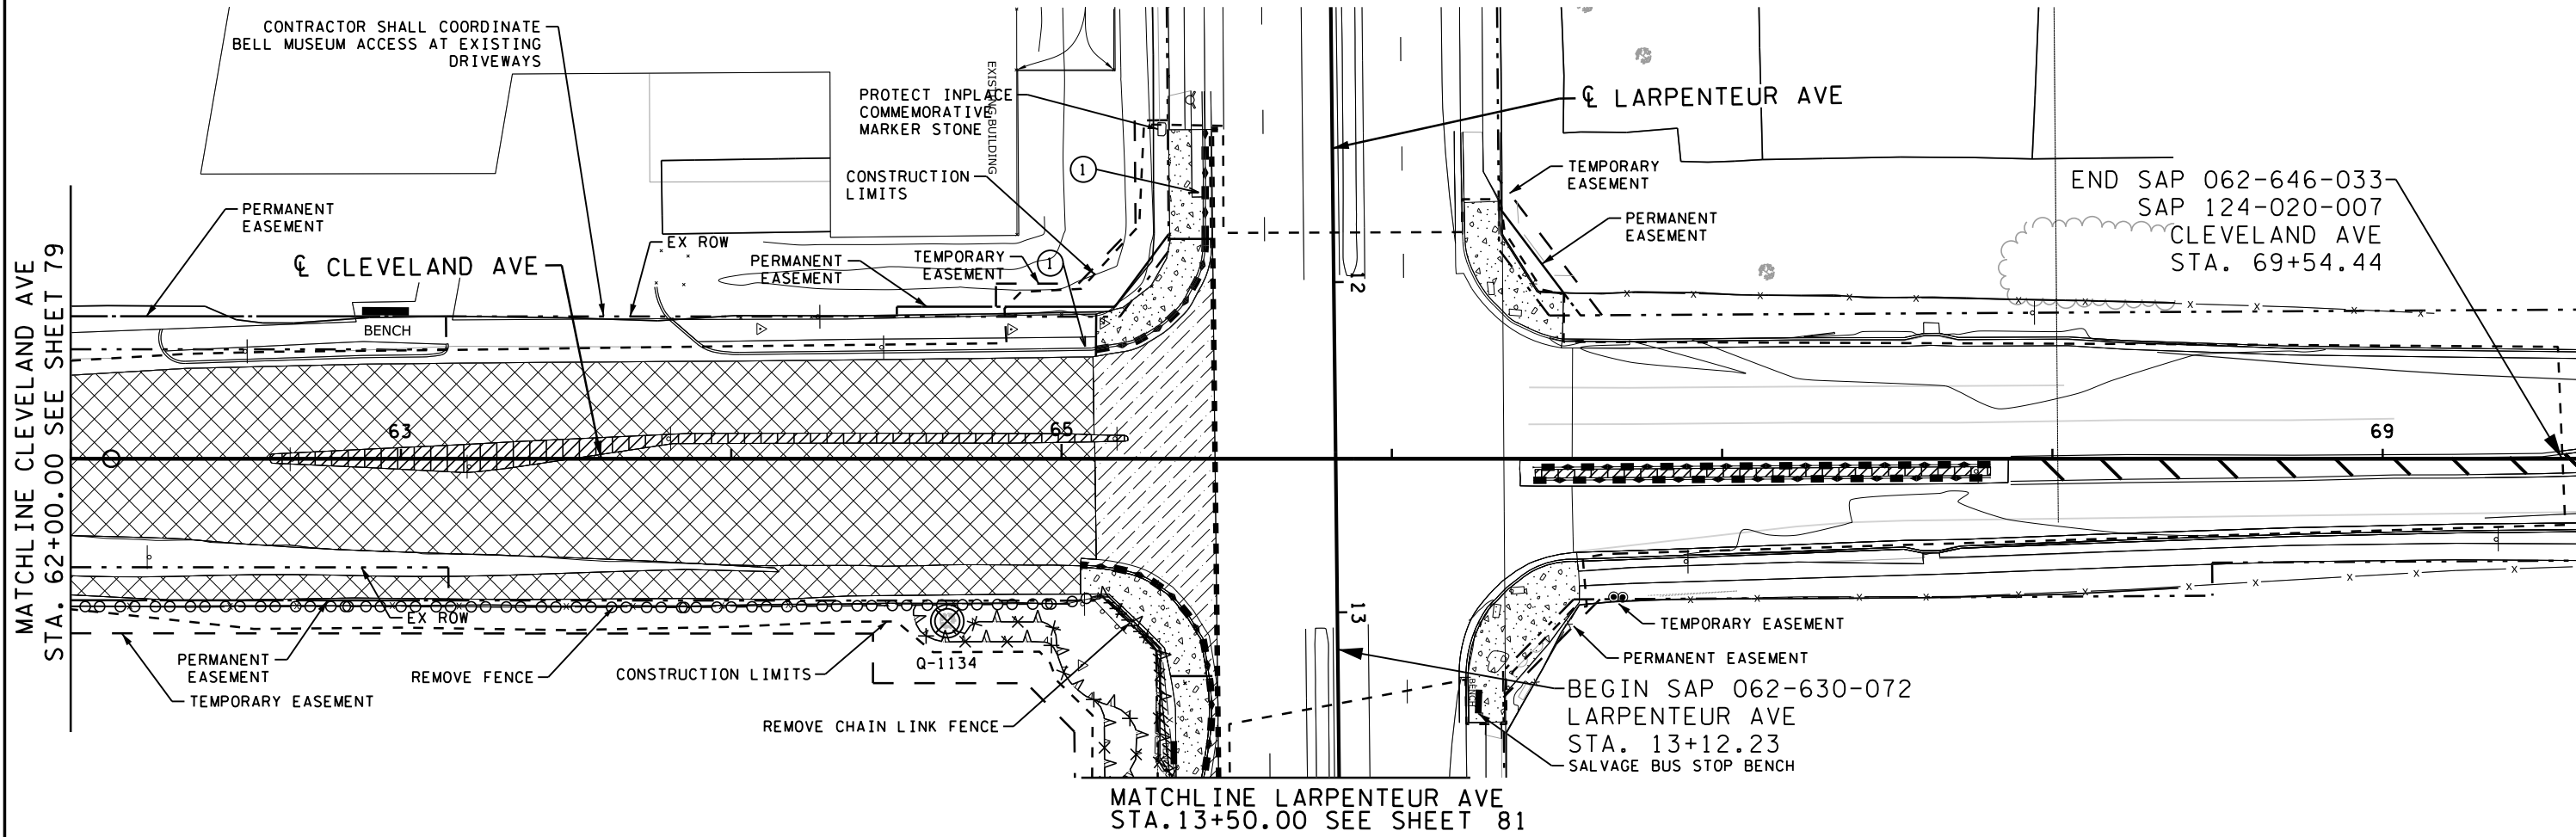 CONTRACTOR SHALL COORDINATE
BELL MUSEUM ACCESS AT EXISTING
DRIVEWAYS
EXISTING BUILDING
PROTECT INPLACE
COMMEMORATIVE
MARKER STONE
℄ LARPENTEUR AVE
CONSTRUCTION
LIMITS
1
TEMPORARY
EASEMENT
PERMANENT
EASEMENT
END SAP 062-646-033
SAP 124-020-007
CLEVELAND AVE
STA. 69+54.44
PERMANENT
EASEMENT
EX ROW
℄ CLEVELAND AVE
PERMANENT
EASEMENT
TEMPORARY
EASEMENT
1
12
BENCH
MATCHLINE CLEVELAND AVE
STA. 62+00.00 SEE SHEET 79
63
65
69
13
EX ROW
PERMANENT
EASEMENT
TEMPORARY EASEMENT
REMOVE FENCE
CONSTRUCTION LIMITS
Q-1134
REMOVE CHAIN LINK FENCE
TEMPORARY EASEMENT
PERMANENT EASEMENT
BENCH
BEGIN SAP 062-630-072
LARPENTEUR AVE
STA. 13+12.23
SALVAGE BUS STOP BENCH
MATCHLINE LARPENTEUR AVE
STA.13+50.00 SEE SHEET 81